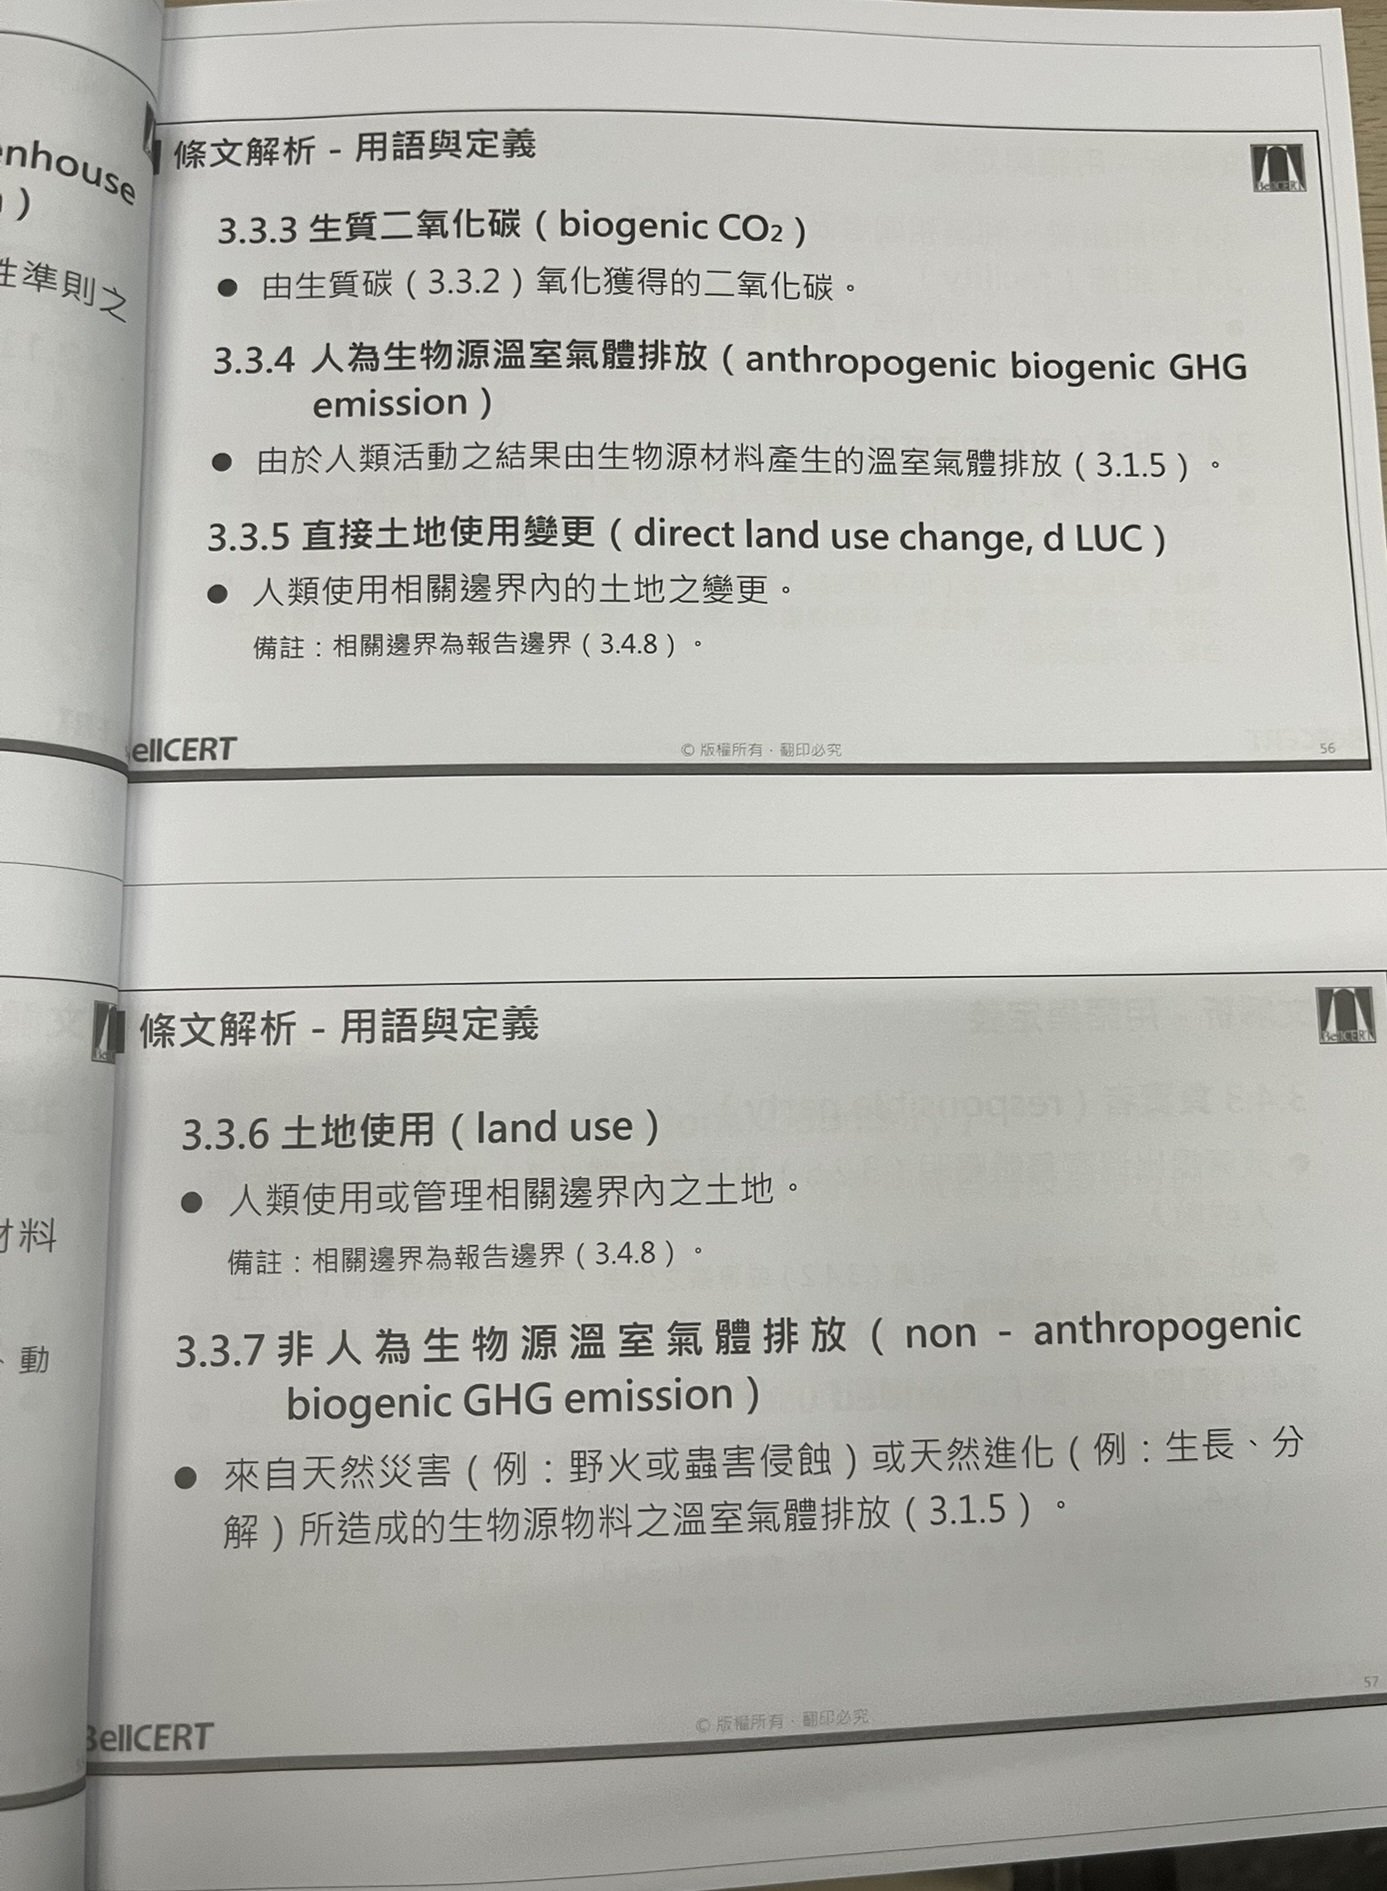 nhouse
)
性準則之
條文解析 - 用語與定義
BellCERT
3.3.3 生質二氧化碳（biogenic CO₂）
● 由生質碳（3.3.2）氧化獲得的二氧化碳。
3.3.4 人為生物源溫室氣體排放（anthropogenic biogenic GHG
emission）
● 由於人類活動之結果由生物源材料產生的溫室氣體排放（3.1.5）。
3.3.5 直接土地使用變更（direct land use change, d LUC）
● 人類使用相關邊界內的土地之變更。
備註：相關邊界為報告邊界（3.4.8）。
ellCERT
© 版權所有．翻印必究
56
條文解析 - 用語與定義
BellCERT
3.3.6 土地使用（land use）
● 人類使用或管理相關邊界內之土地。
備註：相關邊界為報告邊界（3.4.8）。
材料
、動
3.3.7 非人為生物源溫室氣體排放（ non - anthropogenic
biogenic GHG emission）
● 來自天然災害（例：野火或蟲害侵蝕）或天然進化（例：生長、分
解）所造成的生物源物料之溫室氣體排放（3.1.5）。
BellCERT
© 版權所有．翻印必究
57